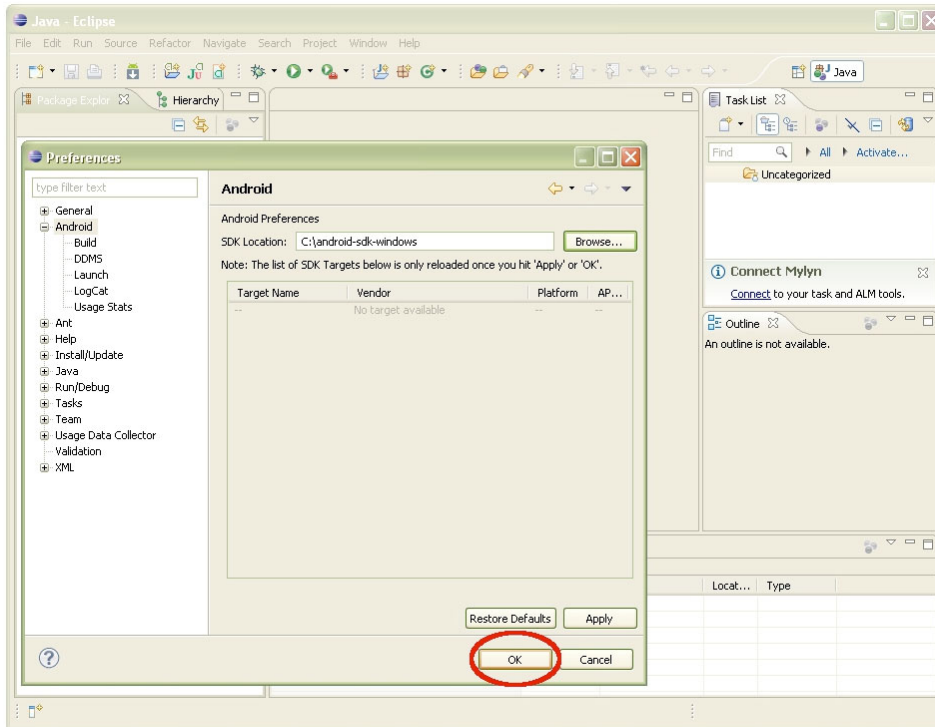 Java - Eclipse
File Edit Run Source Refactor Navigate Search Project Window Help
Java
Package Explor
Hierarchy
Task List
Find
All
Activate...
Uncategorized
Connect Mylyn
Connect to your task and ALM tools.
Outline
An outline is not available.
Locat... Type
Preferences
type filter text
General
Android
Build
DDMS
Launch
LogCat
Usage Stats
Ant
Help
Install/Update
Java
Run/Debug
Tasks
Team
Usage Data Collector
Validation
XML
Android
Android Preferences
SDK Location: C:\android-sdk-windows Browse...
Note: The list of SDK Targets below is only reloaded once you hit 'Apply' or 'OK'.
Target Name Vendor Platform AP...
-- No target available -- --
Restore Defaults Apply
OK Cancel